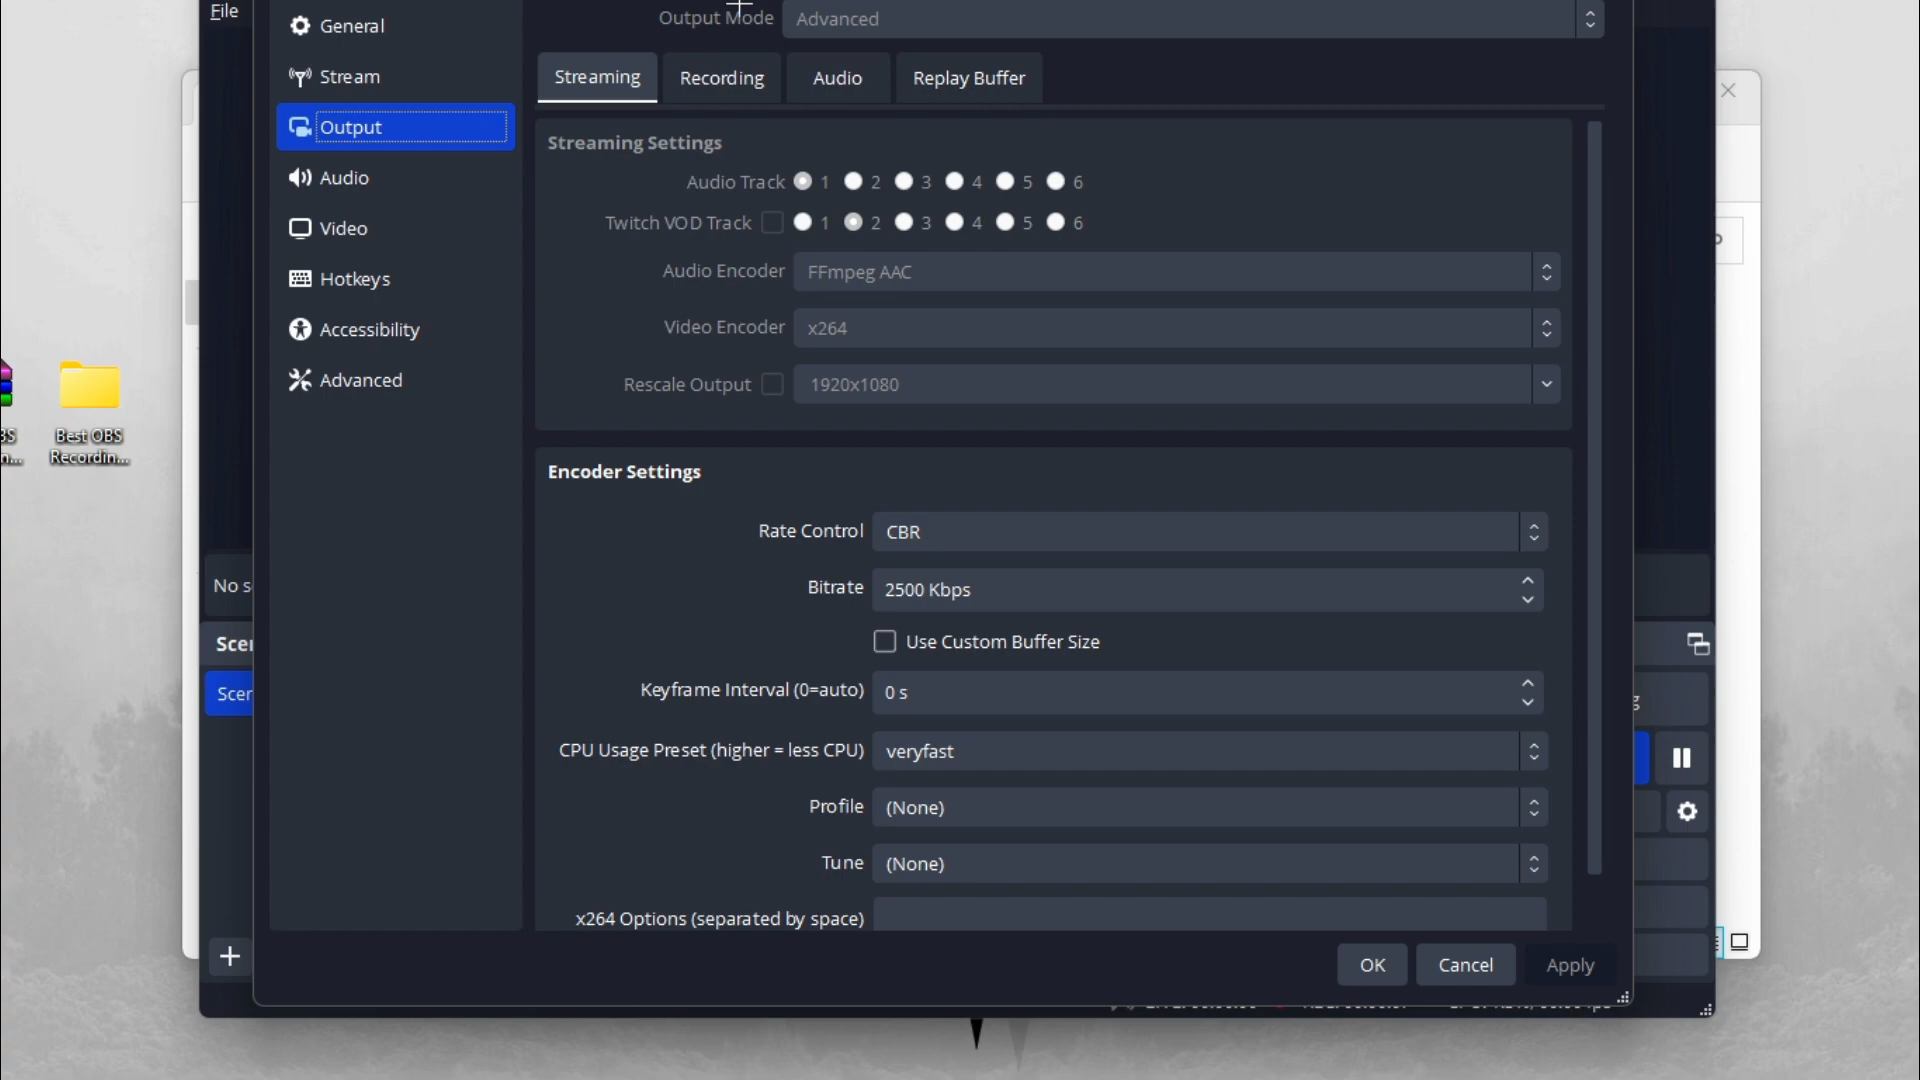 File
General
Output Mode
Advanced
Stream
Streaming
Recording
Audio
Replay Buffer
Output
Streaming Settings
Audio
Audio Track
1 2 3 4 5 6
Video
Twitch VOD Track
1 2 3 4 5 6
Hotkeys
Audio Encoder
FFmpeg AAC
Accessibility
Video Encoder
x264
Advanced
Rescale Output
1920x1080
Best OBS
Recordin...
Encoder Settings
Rate Control
CBR
No s
Bitrate
2500 Kbps
Use Custom Buffer Size
Scer
Keyframe Interval (0=auto)
0 s
Scer
CPU Usage Preset (higher = less CPU)
veryfast
Profile
(None)
Tune
(None)
x264 Options (separated by space)
OK
Cancel
Apply